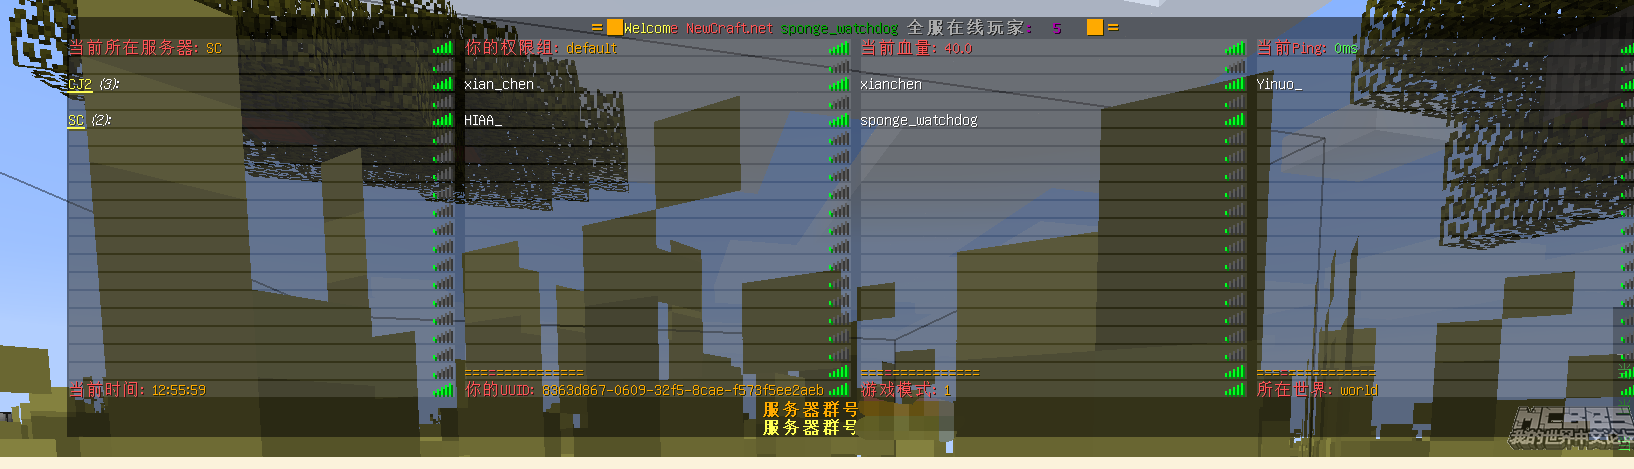 = Welcome NewCraft.net sponge_watchdog 全服在线玩家: 5 =
当前所在服务器: SC 你的权限组: default 当前血量: 40.0 当前Ping: 0ms
CJ2 (3): xian_chen xianchen Yinuo_
SC (2): HIAA_ sponge_watchdog
=============== =============== ===============
当前时间: 12:55:59 你的UUID: 8363d867-0609-32f5-8cae-f573f5ee2aeb 游戏模式: 1 所在世界: world
服务器群号
服务器群号
MCBBS
我的世界中文论坛